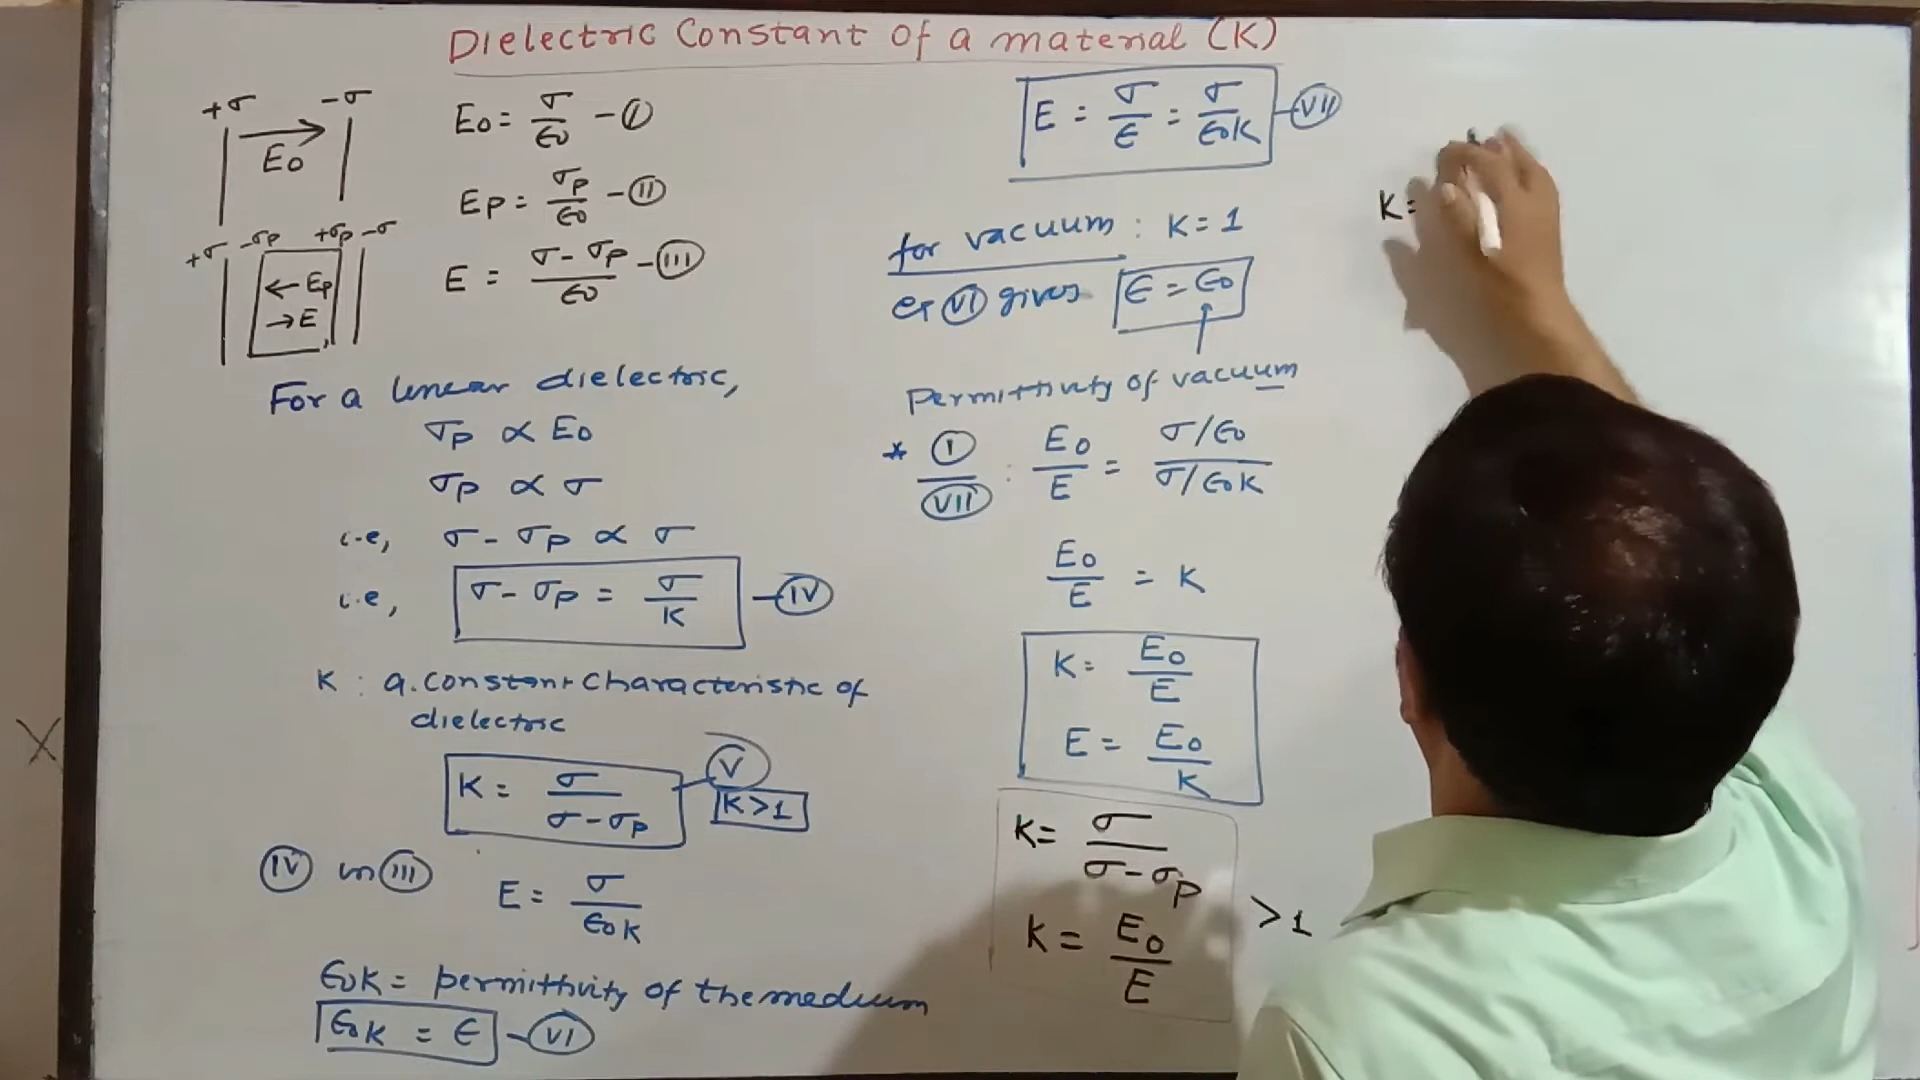 Dielectric Constant of a material (K)
+σ -σ
E₀
E₀ = σ/ϵ₀ - I
Ep = σp/ϵ₀ - II
+σ -σp +σp -σ
← Ep
→ E
E = σ - σp/ϵ₀ - III
For a linear dielectric,
σp ∝ E₀
σp ∝ σ
i.e, σ - σp ∝ σ
i.e, σ - σp = σ/K - IV
K : a. constant characteristic of
dielectric
K = σ/σ - σp - V
K > 1
IV in III E = σ/ϵ₀K
ϵ₀K = permittivity of the medium
ϵ₀K = ϵ - VI
E = σ/ϵ = σ/ϵ₀K - VII
for vacuum : K = 1
eq VI gives ϵ = ϵ₀
Permittivity of vacuum
* I/VII : E₀/E = σ/ϵ₀ / σ/ϵ₀K
E₀/E = K
K = E₀/E
E = E₀/K
K = σ/σ - σp
K = E₀/E
> 1
K =